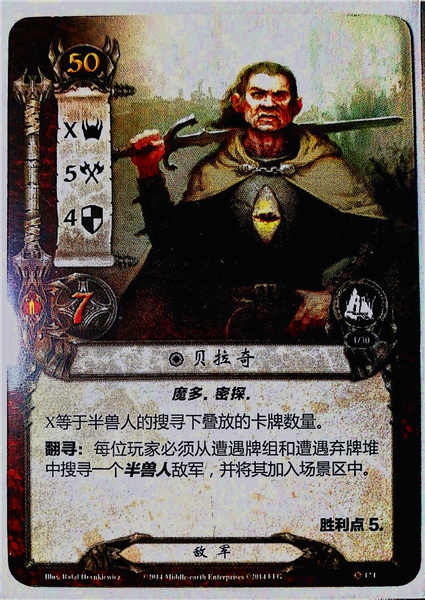 50
X
5
4
7
1/10
贝拉奇
魔多. 密探.
X等于半兽人的搜寻下叠放的卡牌数量。
翻寻：每位玩家必须从遭遇牌组和遭遇弃牌堆
中搜寻一个半兽人敌军，并将其加入场景区中。
胜利点 5.
敌军
©2014 Middle-earth Enterprises ©2014 FFG